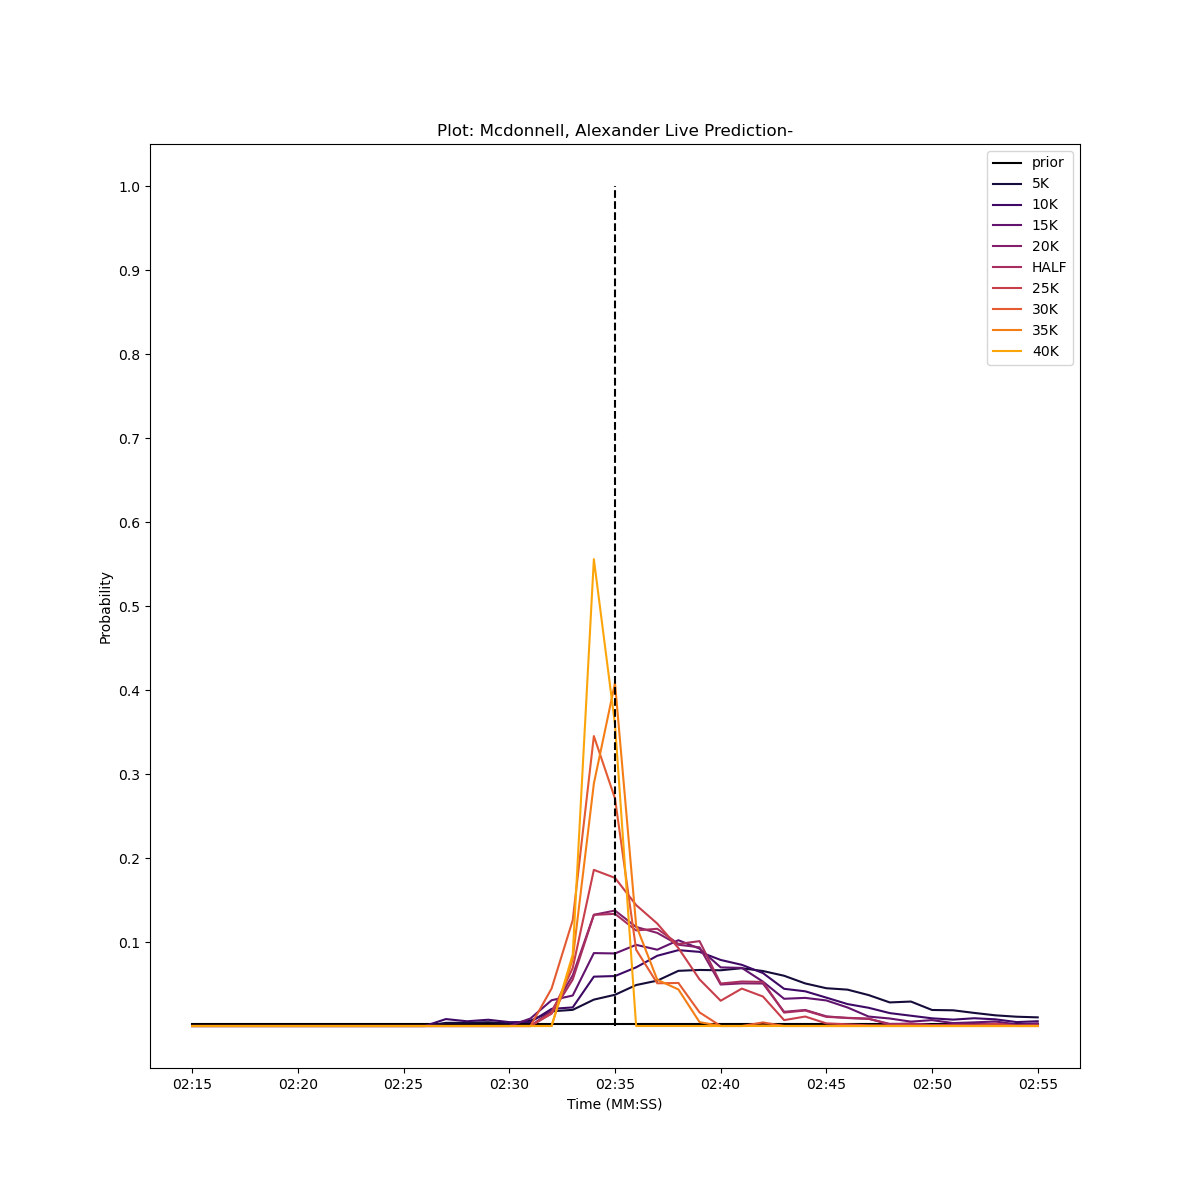 Plot: Mcdonnell, Alexander Live Prediction-
prior
5K
10K
15K
20K
HALF
25K
30K
35K
40K
1.0
0.9
0.8
0.7
0.6
0.5
0.4
0.3
0.2
0.1
Probability
02:15 02:20 02:25 02:30 02:35 02:40 02:45 02:50 02:55
Time (MM:SS)